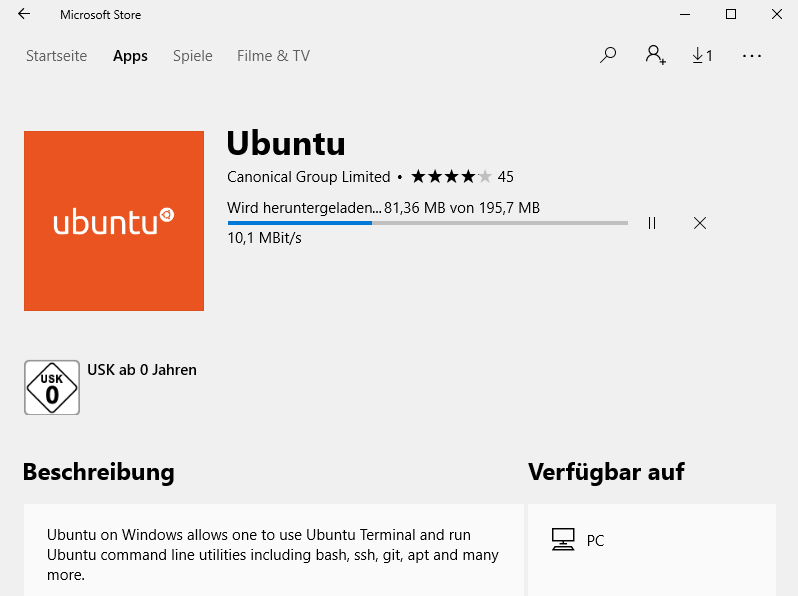 Microsoft Store
Startseite Apps Spiele Filme & TV
1
Ubuntu
ubuntu
Canonical Group Limited • ★★★★★ 45
Wird heruntergeladen... 81,36 MB von 195,7 MB
10,1 MBit/s
USK ab 0 Jahren
USK
0
Beschreibung
Verfügbar auf
Ubuntu on Windows allows one to use Ubuntu Terminal and run
Ubuntu command line utilities including bash, ssh, git, apt and many
more.
PC